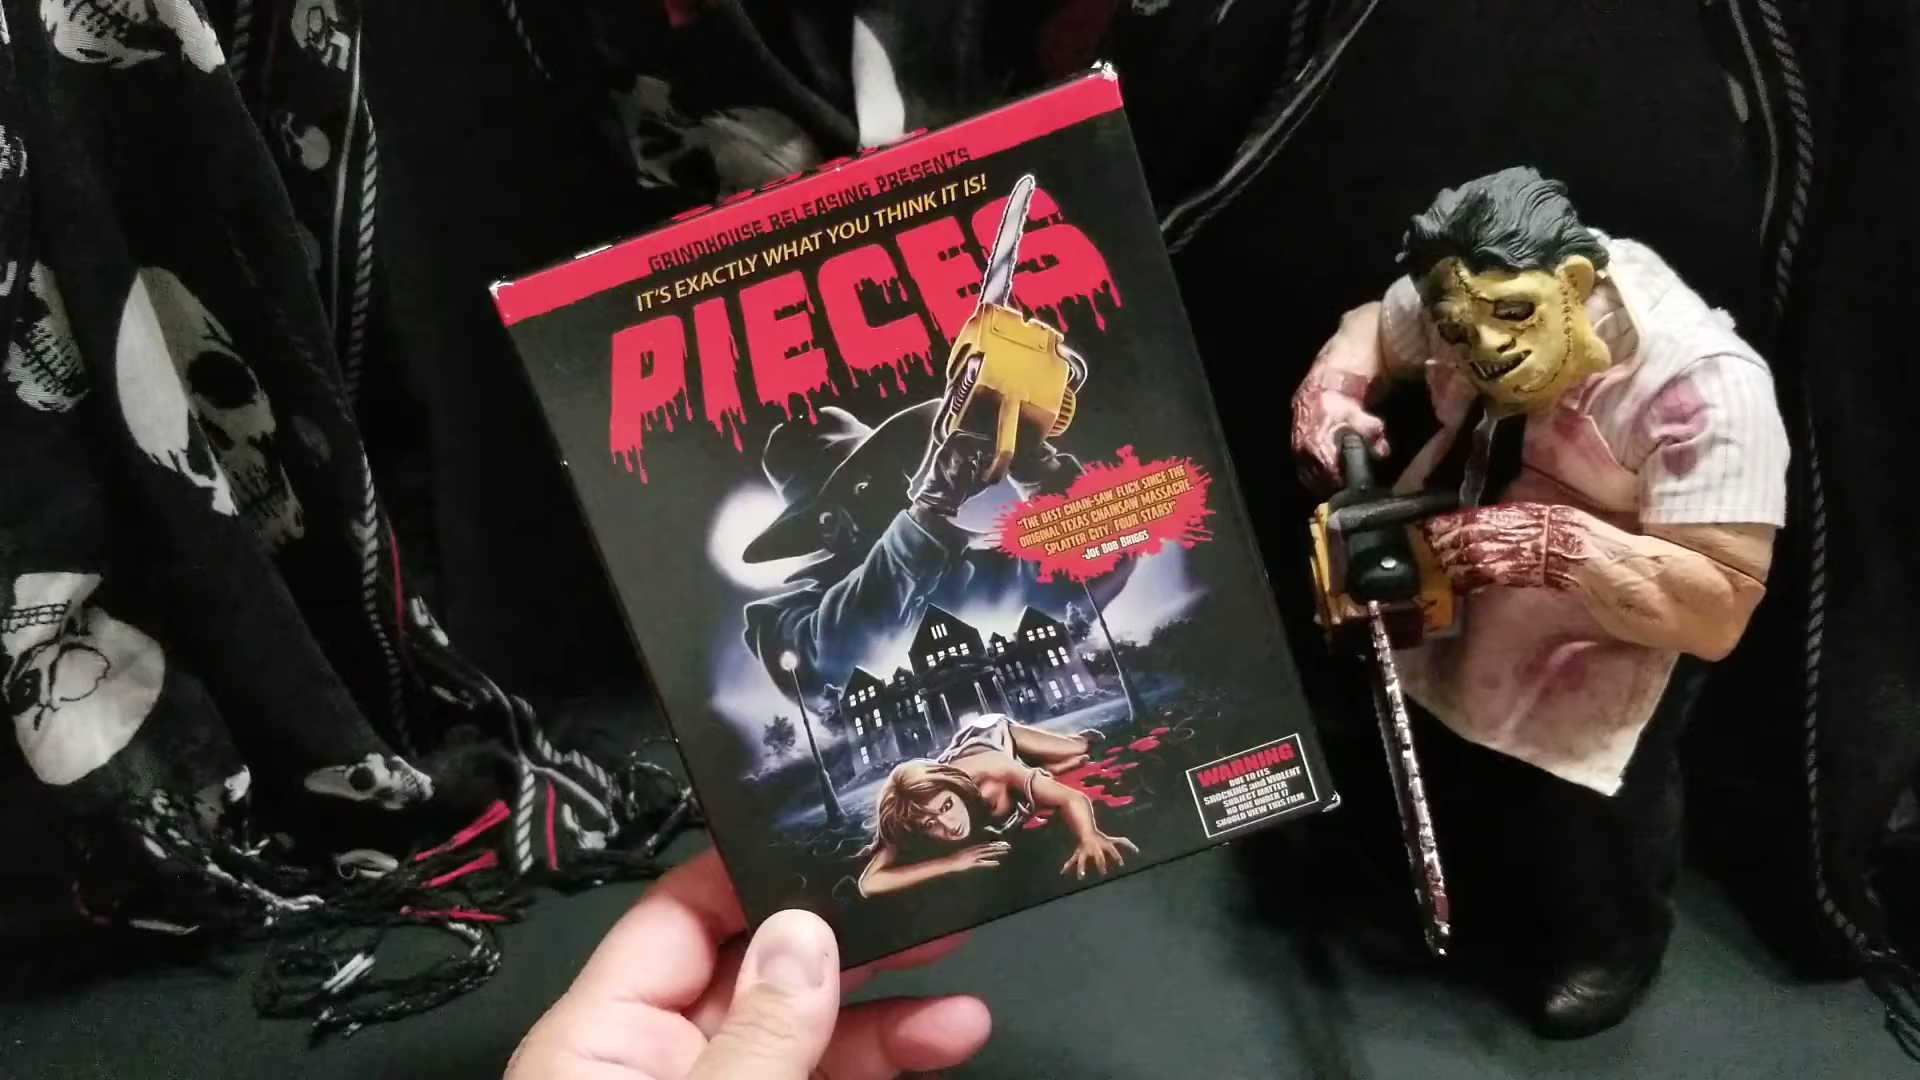 GRINDHOUSE RELEASING PRESENTS
IT'S EXACTLY WHAT YOU THINK IT IS!
PIECES
"THE BEST CHAIN-SAW FLICK SINCE THE
ORIGINAL TEXAS CHAINSAW MASSACRE.
SPLATTER CITY. FOUR STARS!"
-JOE BOB BRIGGS
WARNING
DUE TO ITS
SHOCKING and VIOLENT
SUBJECT MATTER
NO ONE UNDER 17
SHOULD VIEW THIS FILM